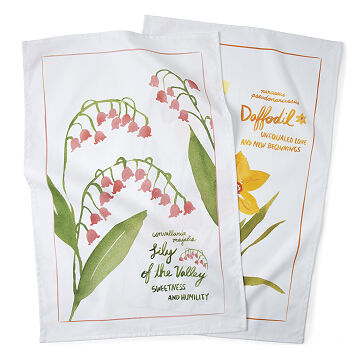 convallaria
majalis
Lily
of the Valley
SWEETNESS
AND HUMILITY
narcissus
pseudonarcissus
Daffodil
UNEQUALED LOVE
AND NEW BEGINNINGS